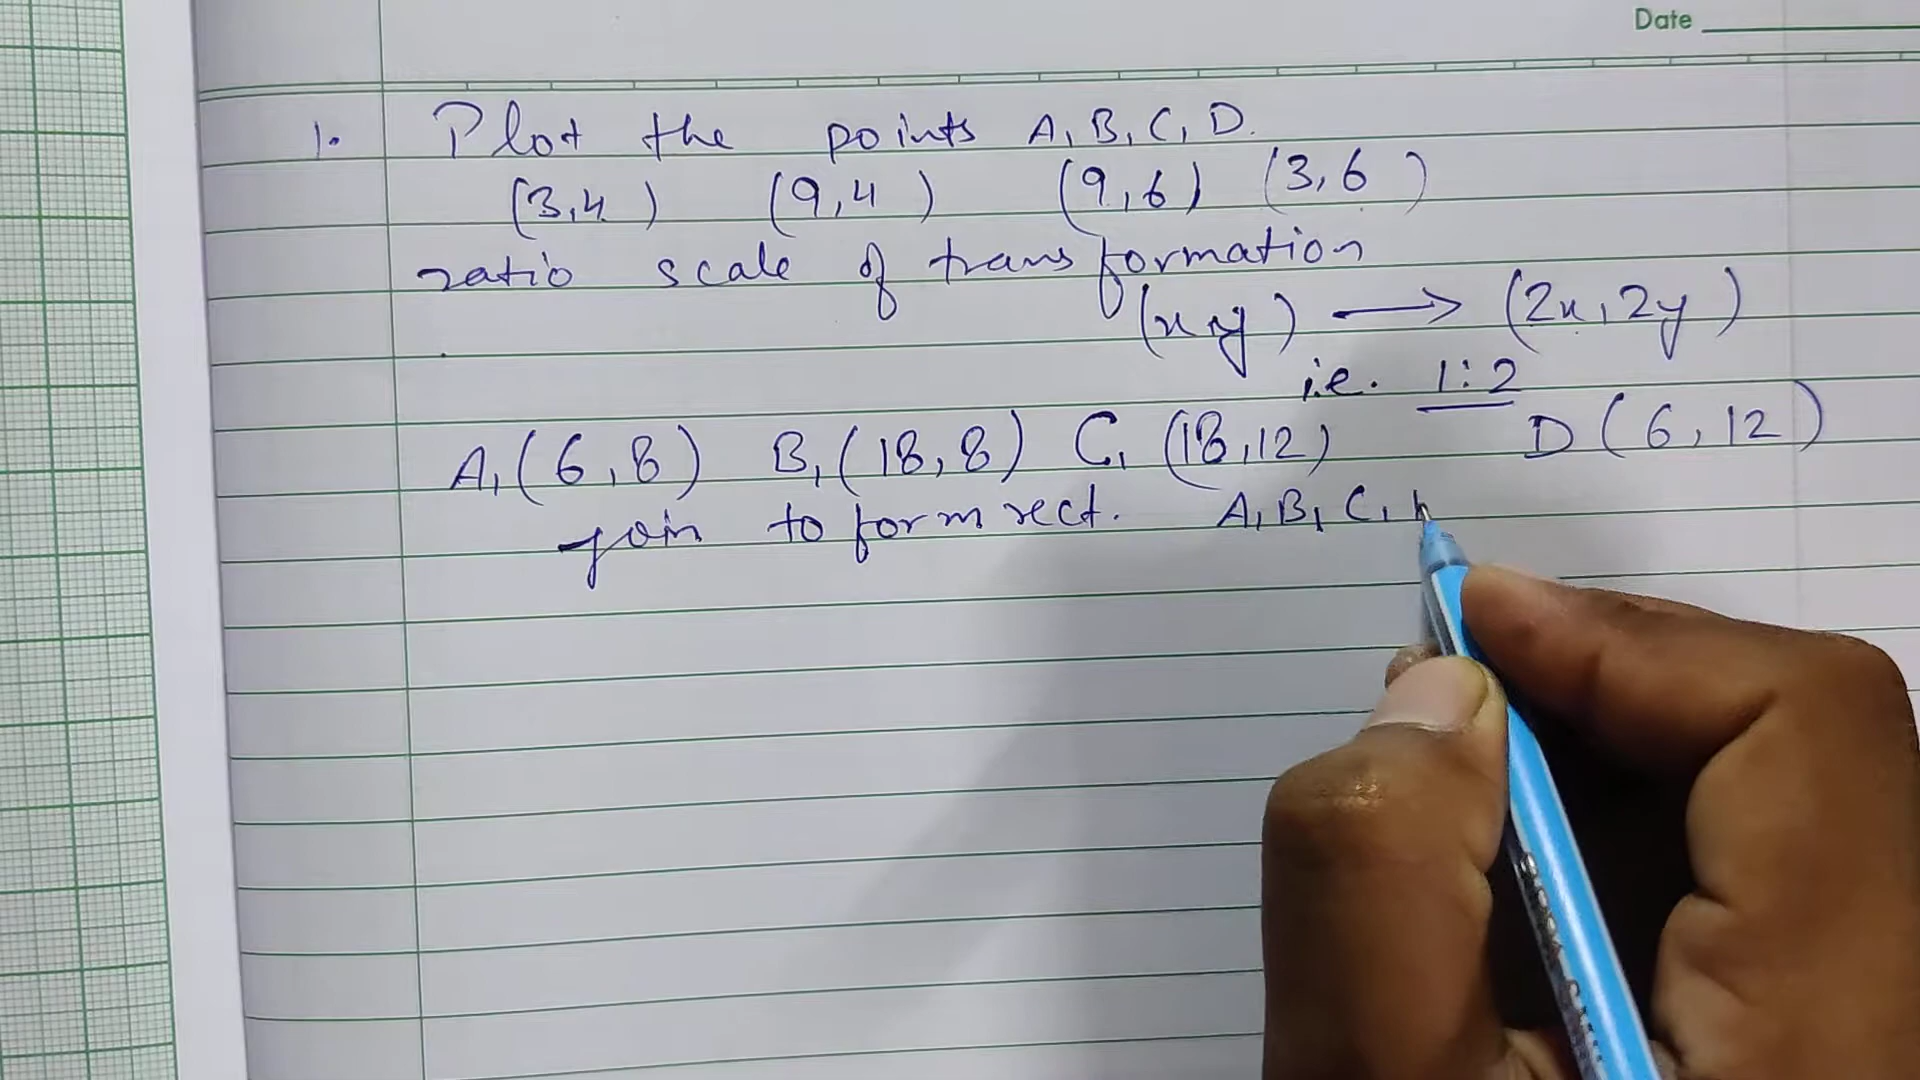 Date
1. Plot the points A, B, C, D.
(3,4) (9,4) (9,6) (3,6)
ratio scale of transformation
(x,y) → (2x, 2y)
i.e. 1:2
A₁(6,8) B₁(18,8) C₁(18,12) D(6,12)
join to form rect. A₁ B₁ C₁